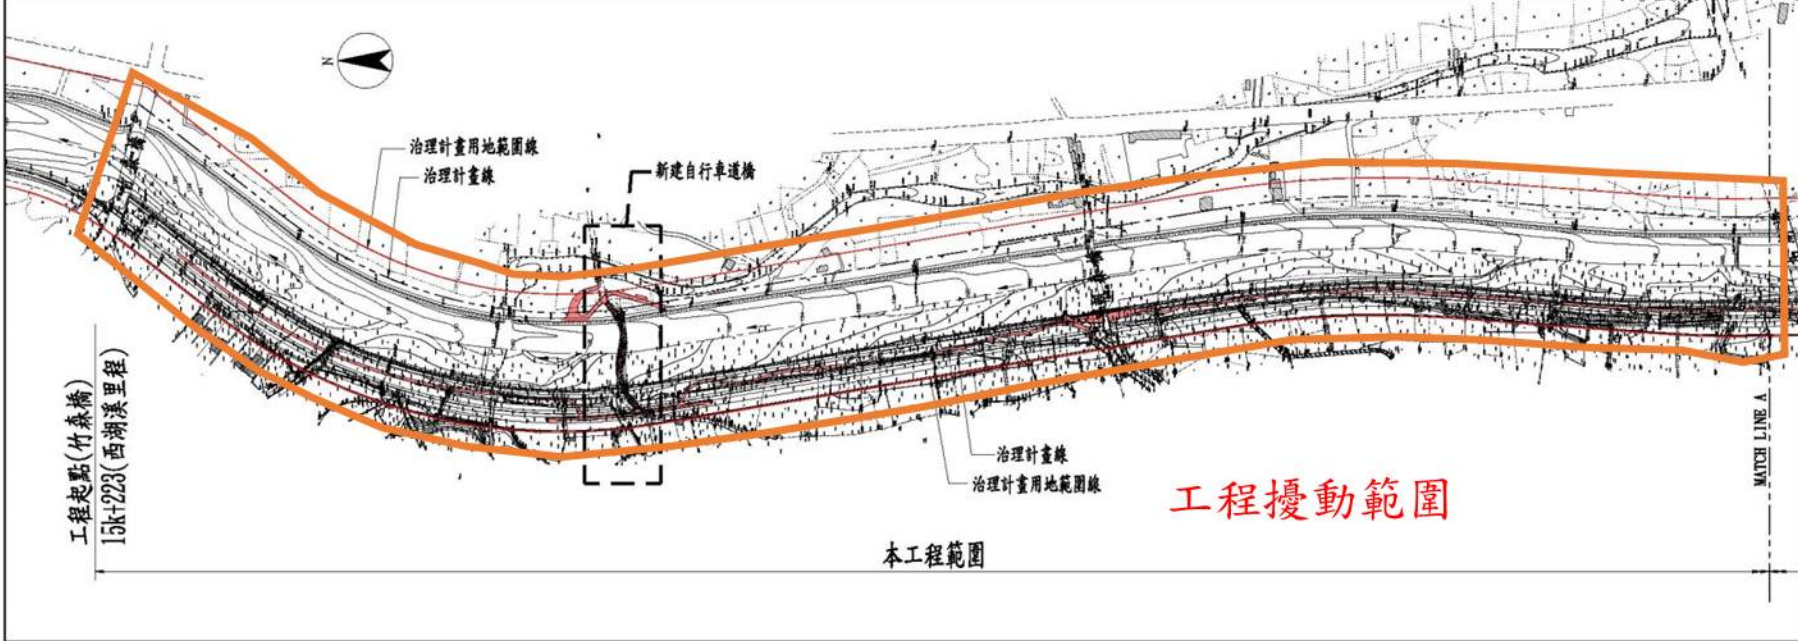 N
治理計畫用地範圍線
治理計畫線
新建自行車道橋
治理計畫線
治理計畫用地範圍線
工程擾動範圍
工程起點(竹森橋)
15k+223(西湖溪里程)
本工程範圍
MATCH LINE A